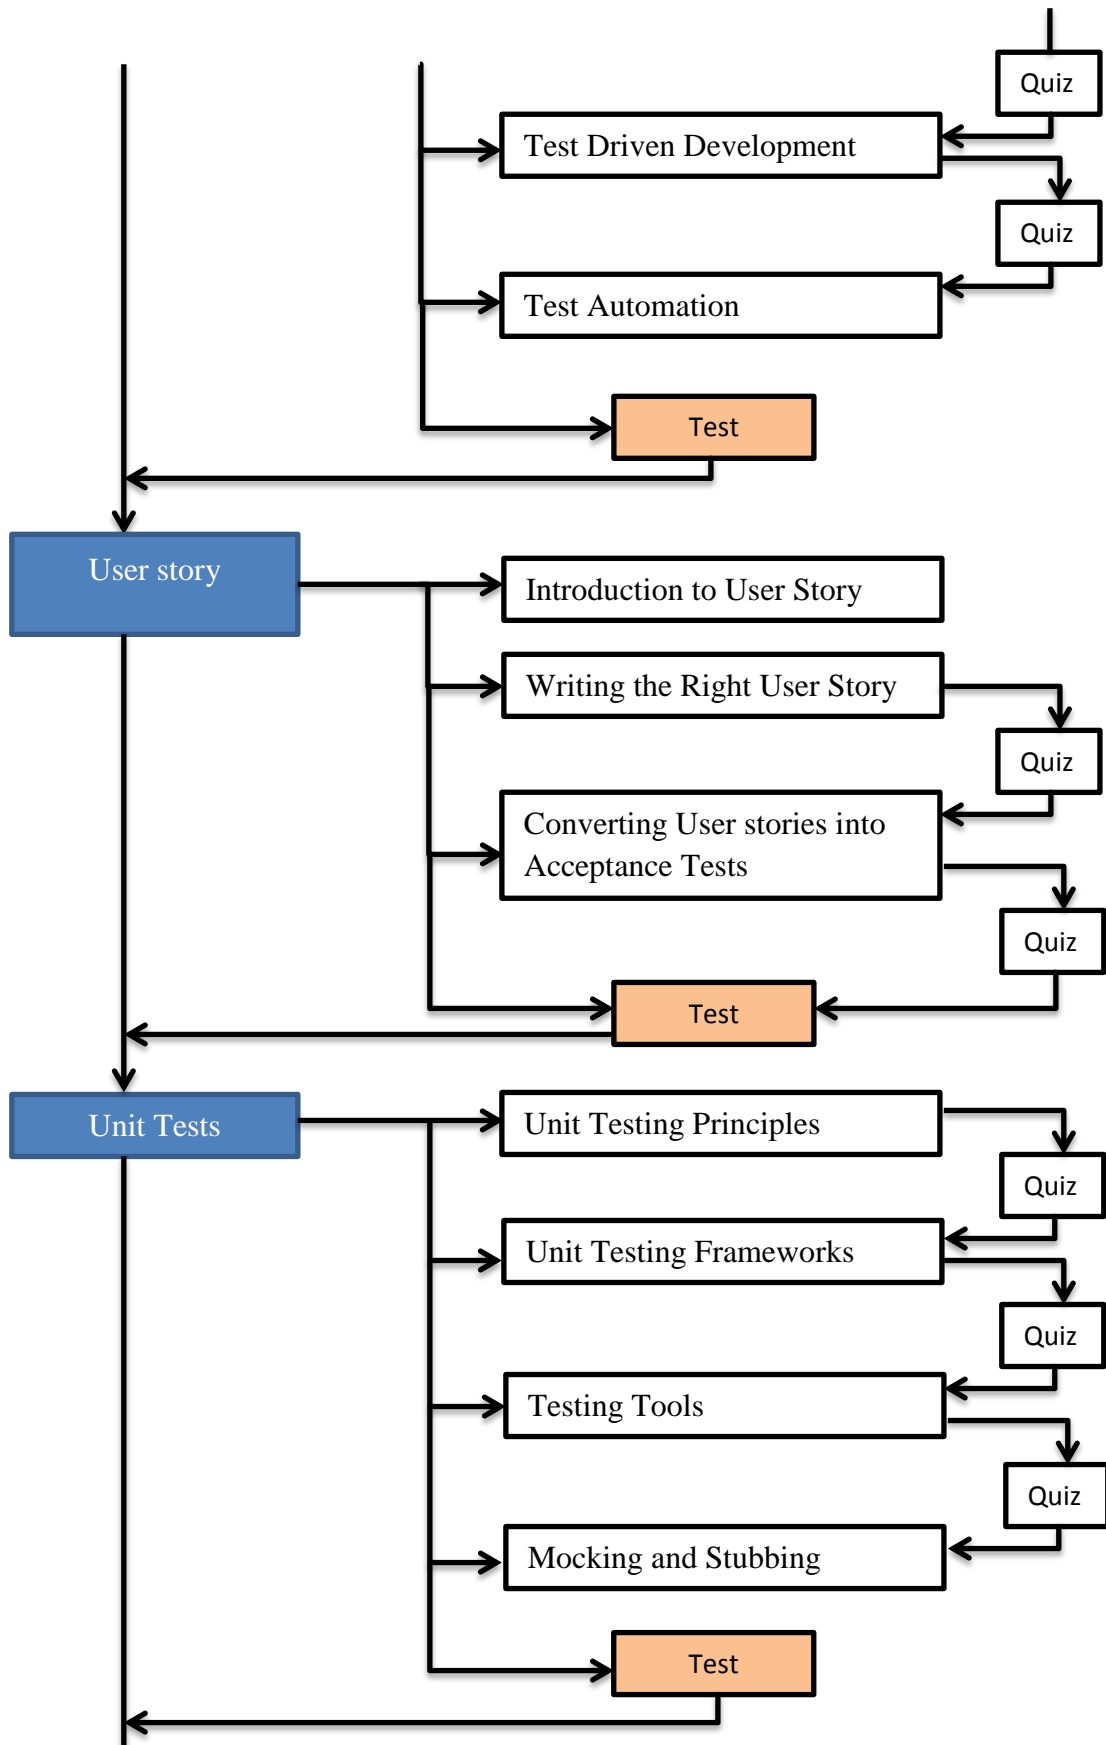 Quiz
Test Driven Development
Quiz
Test Automation
Test
User story
Introduction to User Story
Writing the Right User Story
Quiz
Converting User stories into
Acceptance Tests
Quiz
Test
Unit Tests
Unit Testing Principles
Quiz
Unit Testing Frameworks
Quiz
Testing Tools
Quiz
Mocking and Stubbing
Test